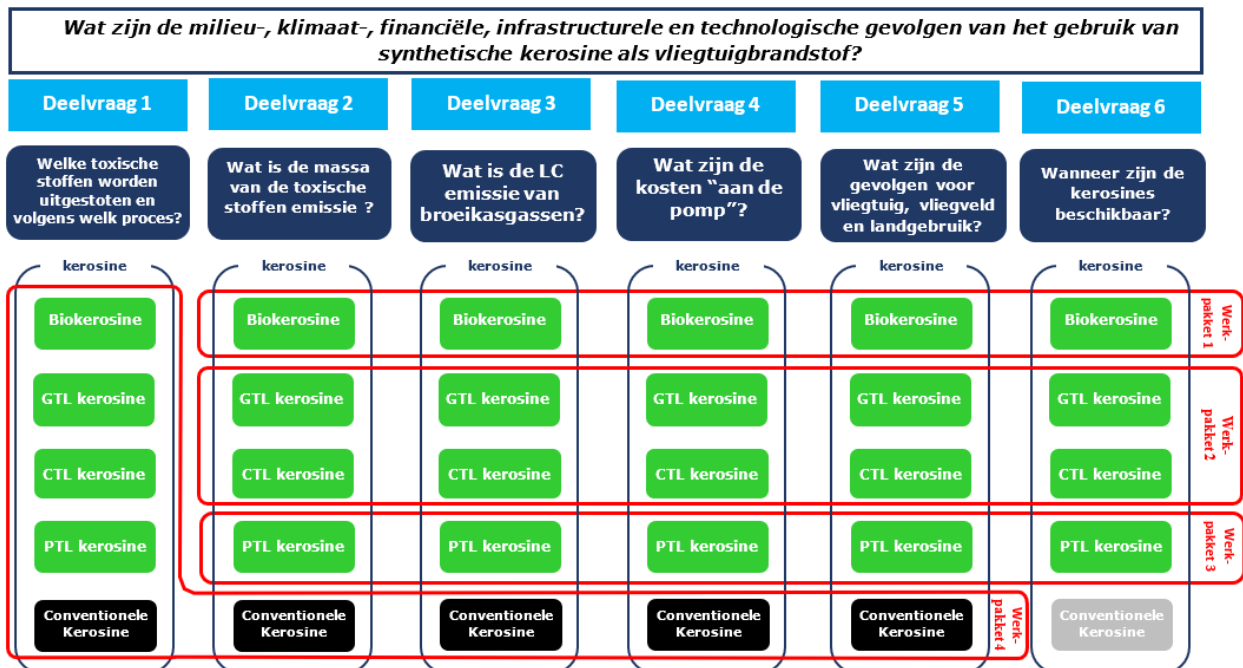 Wat zijn de milieu-, klimaat-, financiële, infrastructurele en technologische gevolgen van het gebruik van
synthetische kerosine als vliegtuigbrandstof?
Deelvraag 1
Deelvraag 2
Deelvraag 3
Deelvraag 4
Deelvraag 5
Deelvraag 6
Welke toxische
stoffen worden
uitgestoten en
volgens welk proces?
Wat is de massa
van de toxische
stoffen emissie ?
Wat is de LC
emissie van
broeikasgassen?
Wat zijn de
kosten “aan de
pomp”?
Wat zijn de
gevolgen voor
vliegtuig, vliegveld
en landgebruik?
Wanneer zijn de
kerosines
beschikbaar?
kerosine
kerosine
kerosine
kerosine
kerosine
kerosine
Biokerosine
Biokerosine
Biokerosine
Biokerosine
Biokerosine
Biokerosine
Werk-
pakket 1
GTL kerosine
GTL kerosine
GTL kerosine
GTL kerosine
GTL kerosine
GTL kerosine
CTL kerosine
CTL kerosine
CTL kerosine
CTL kerosine
CTL kerosine
CTL kerosine
Werk-
pakket 2
PTL kerosine
PTL kerosine
PTL kerosine
PTL kerosine
PTL kerosine
PTL kerosine
Werk-
pakket 3
Conventionele
Kerosine
Conventionele
Kerosine
Conventionele
Kerosine
Conventionele
Kerosine
Conventionele
Kerosine
Werk-
pakket 4
Conventionele
Kerosine